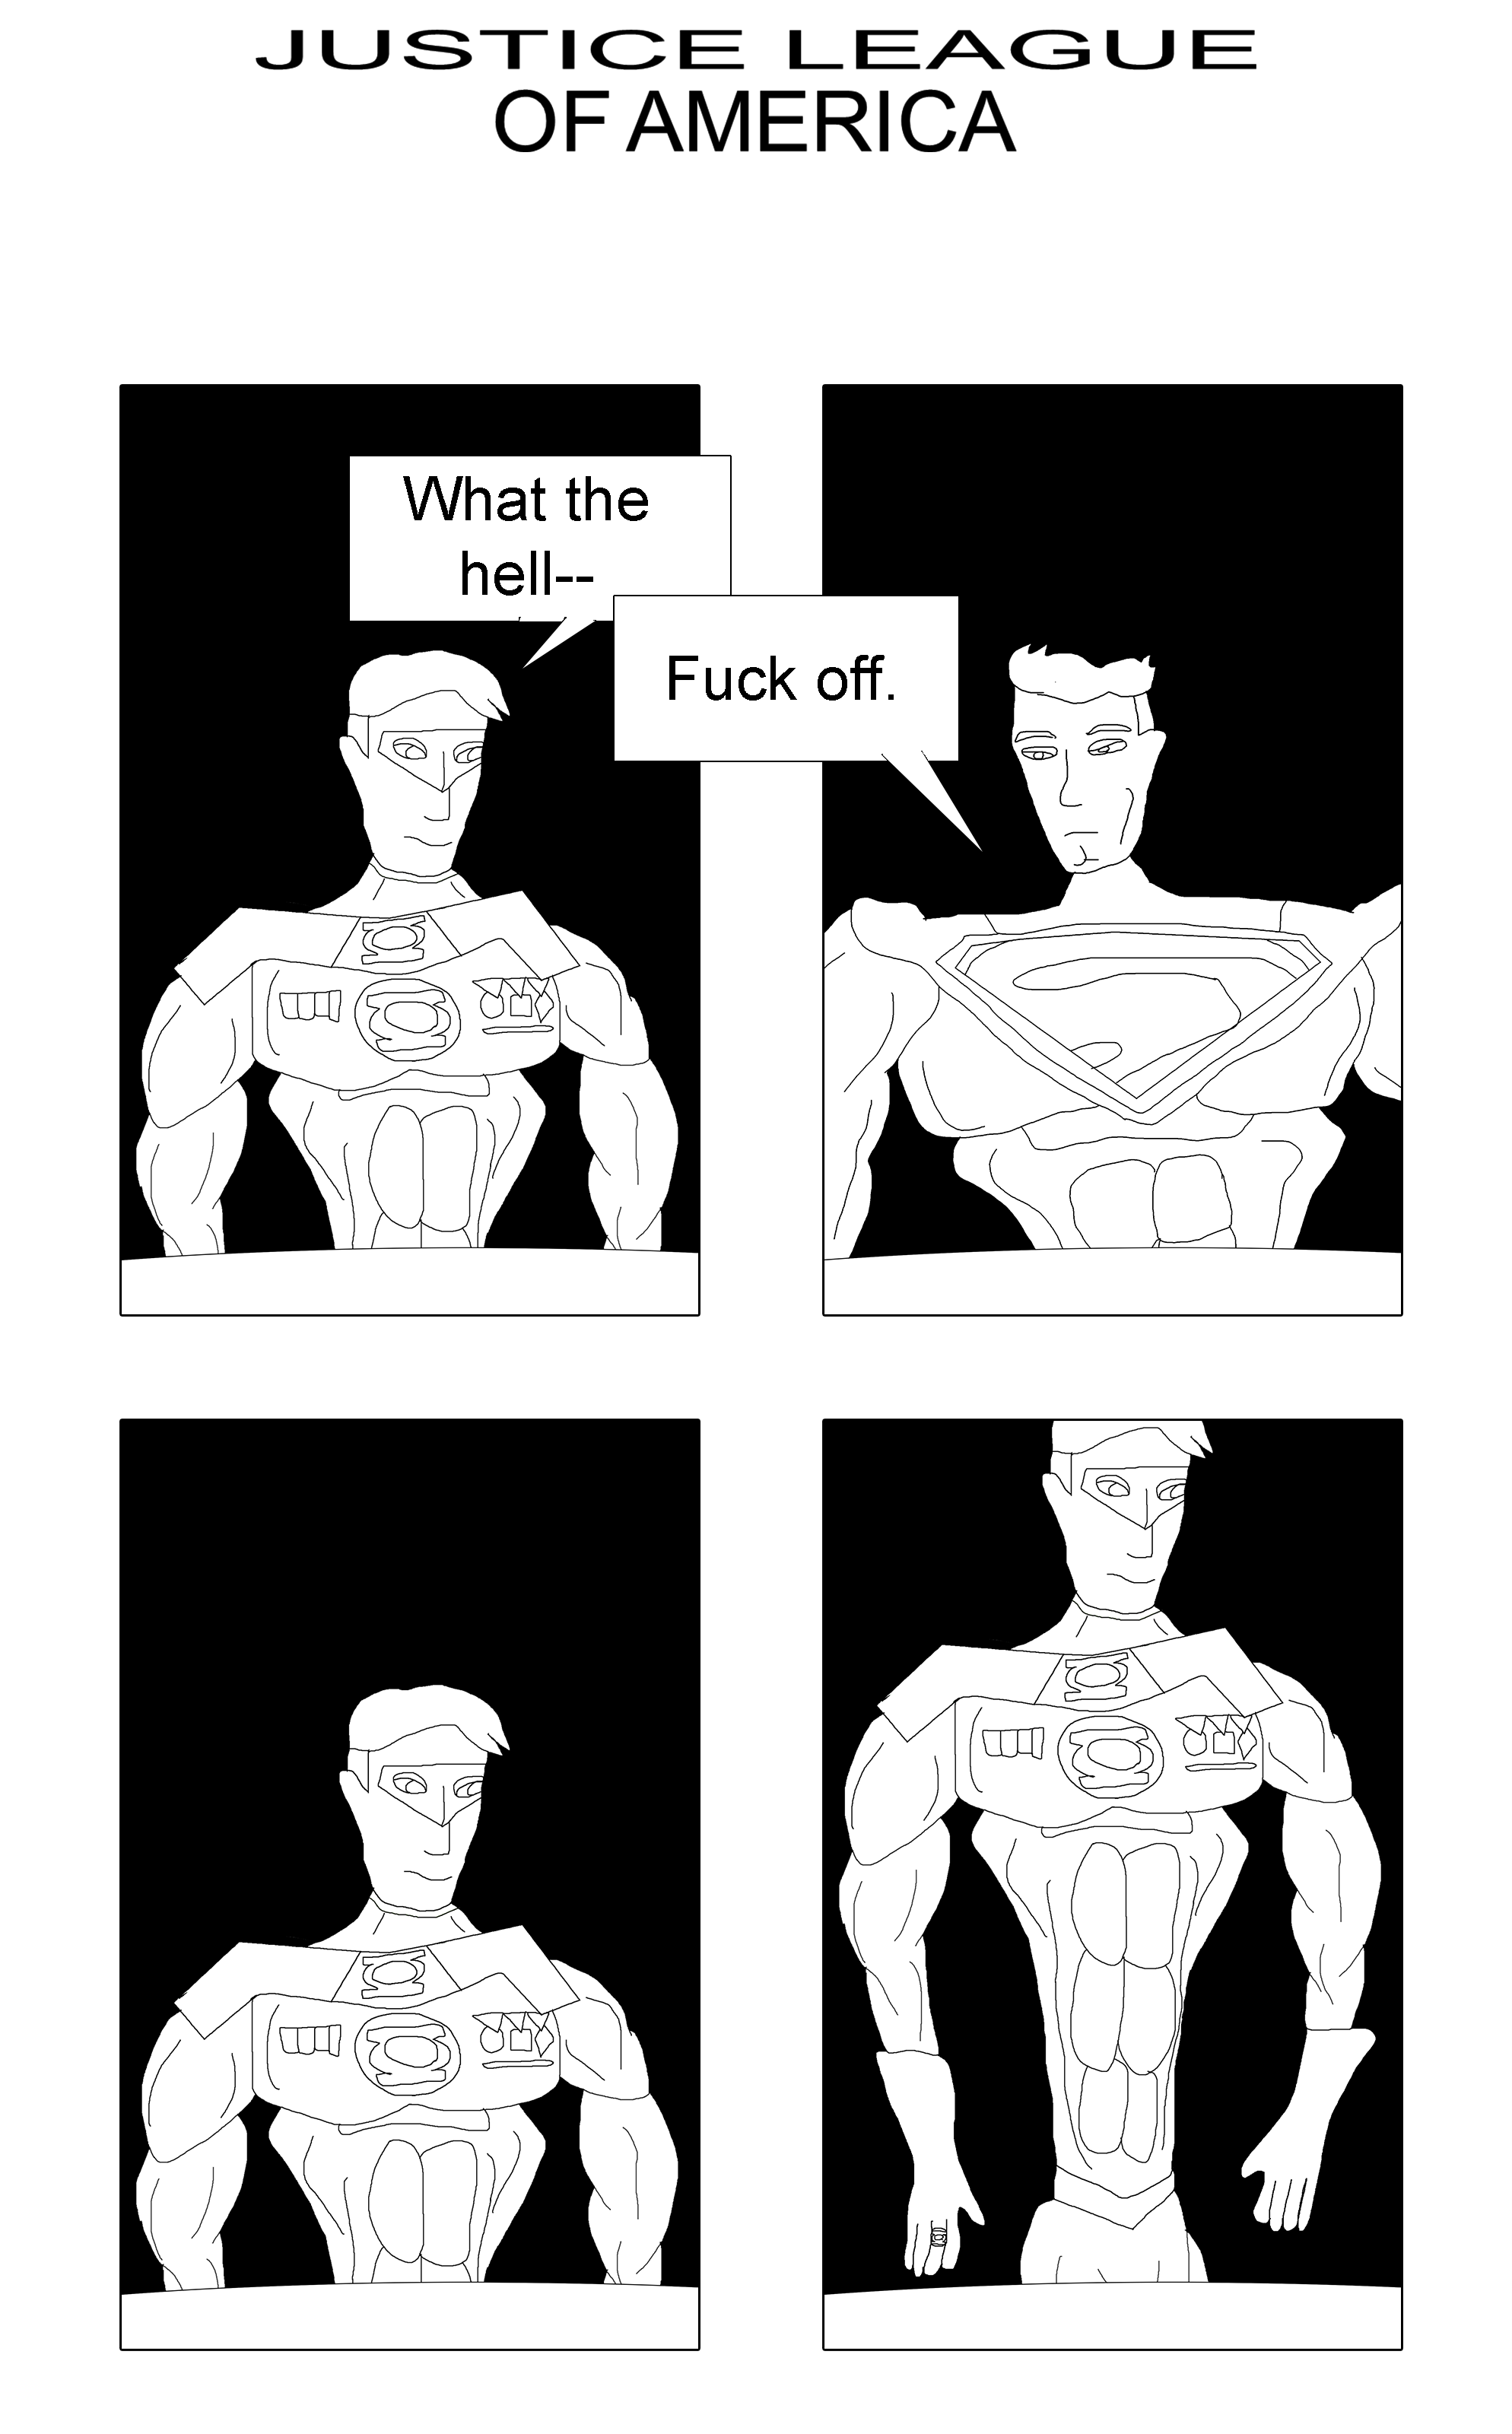 JUSTICE LEAGUE
OF AMERICA
What the
hell--
Fuck off.